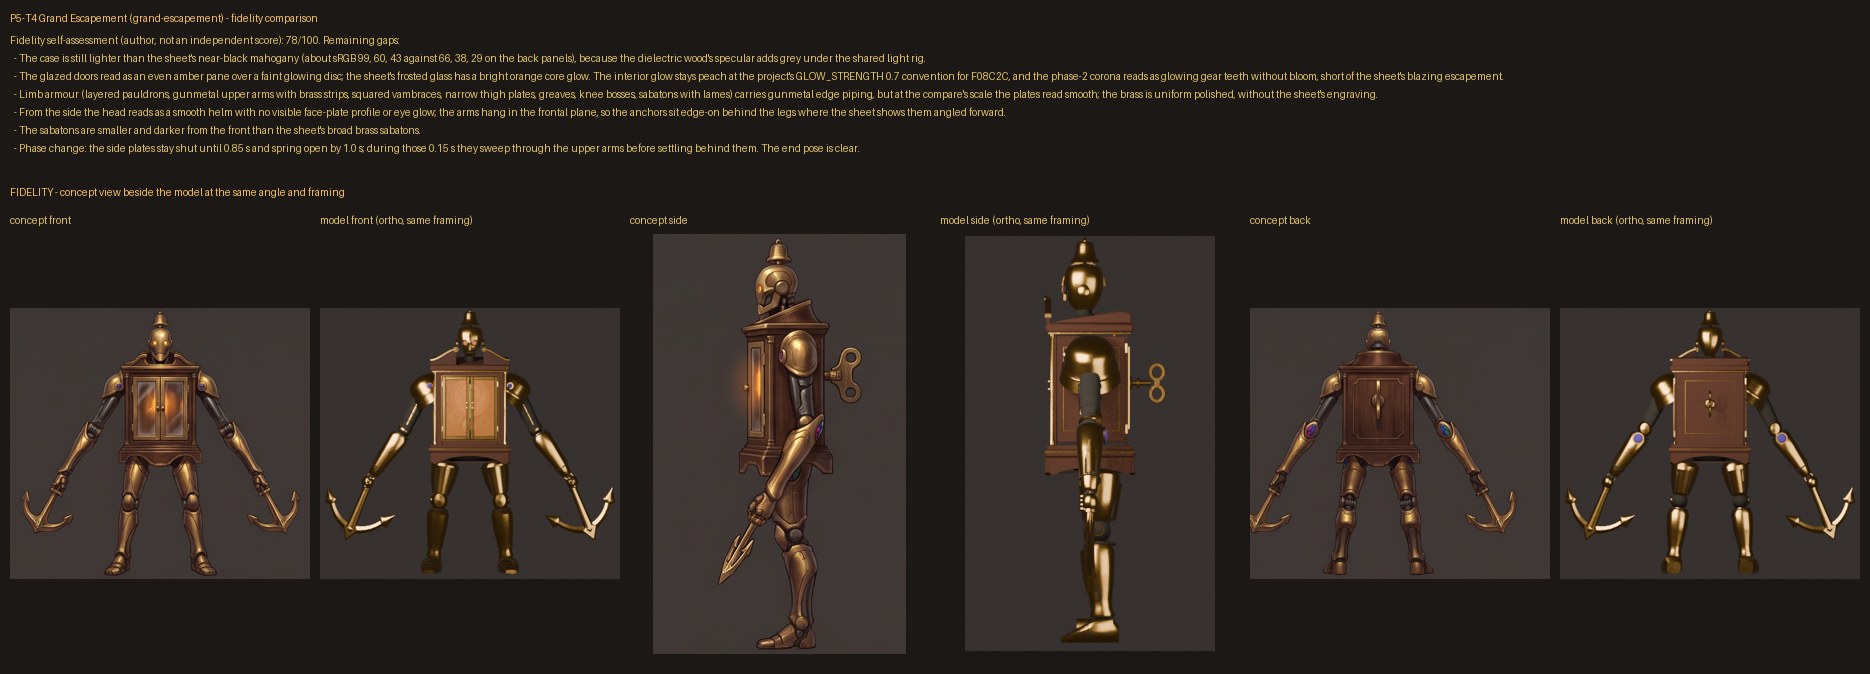 P5-T4 Grand Escapement (grand-escapement) - fidelity comparison
Fidelity self-assessment (author, not an independent score): 78/100. Remaining gaps:
- The case is still lighter than the sheet's near-black mahogany (about sRGB 99, 60, 43 against 66, 38, 29 on the back panels), because the dielectric wood's specular adds grey under the shared light rig.
- The glazed doors read as an even amber pane over a faint glowing disc; the sheet's frosted glass has a bright orange core glow. The interior glow stays peach at the project's GLOW_STRENGTH 0.7 convention for F08C2C, and the phase-2 corona reads as glowing gear teeth without bloom, short of the sheet's blazing escapement.
- Limb armour (layered pauldrons, gunmetal upper arms with brass strips, squared vambraces, narrow thigh plates, greaves, knee bosses, sabatons with lames) carries gunmetal edge piping, but at the compare's scale the plates read smooth; the brass is uniform polished, without the sheet's engraving.
- From the side the head reads as a smooth helm with no visible face-plate profile or eye glow; the arms hang in the frontal plane, so the anchors sit edge-on behind the legs where the sheet shows them angled forward.
- The sabatons are smaller and darker from the front than the sheet's broad brass sabatons.
- Phase change: the side plates stay shut until 0.85 s and spring open by 1.0 s; during those 0.15 s they sweep through the upper arms before settling behind them. The end pose is clear.
FIDELITY - concept view beside the model at the same angle and framing
concept front
model front (ortho, same framing)
concept side
model side (ortho, same framing)
concept back
model back (ortho, same framing)